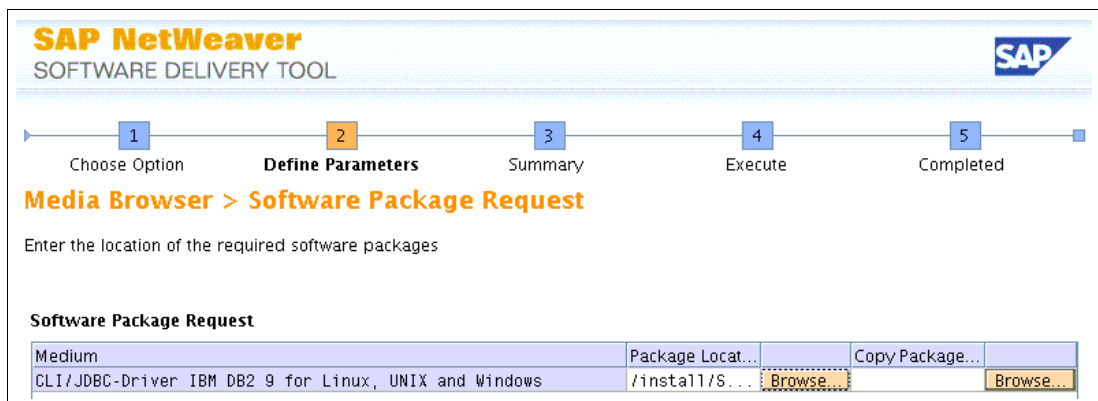 SAP NetWeaver
SOFTWARE DELIVERY TOOL
SAP
1 2 3 4 5
Choose Option Define Parameters Summary Execute Completed
Media Browser > Software Package Request
Enter the location of the required software packages
Software Package Request
Medium Package Locat... Copy Package...
CLI/JDBC-Driver IBM DB2 9 for Linux, UNIX and Windows /install/S... Browse... Browse...